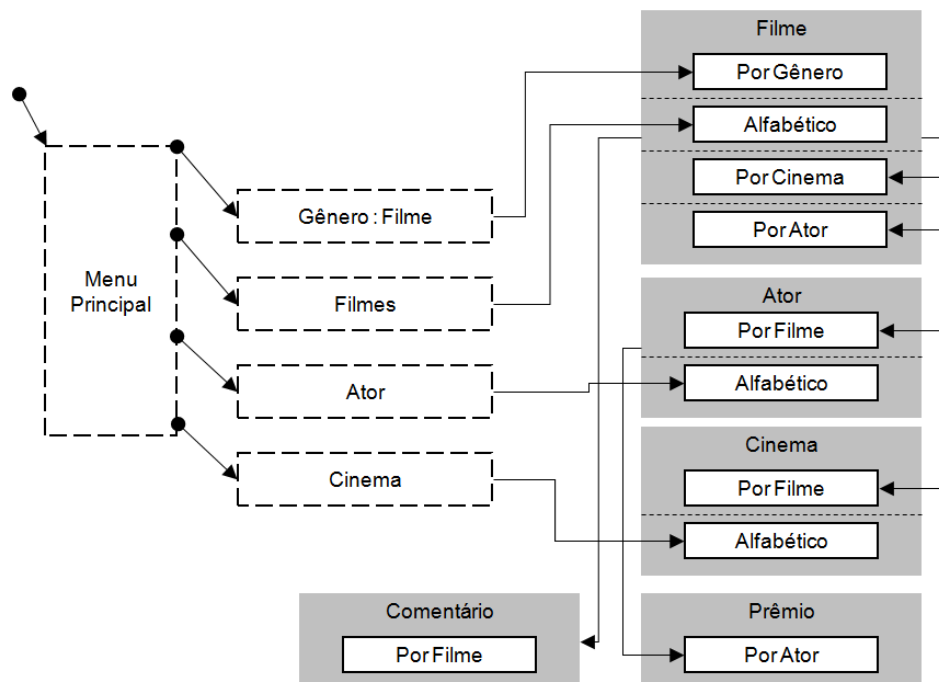 Menu
Principal
Gênero : Filme
Filmes
Ator
Cinema
Filme
Por Gênero
Alfabético
Por Cinema
Por Ator
Ator
Por Filme
Alfabético
Cinema
Por Filme
Alfabético
Comentário
Por Filme
Prêmio
Por Ator